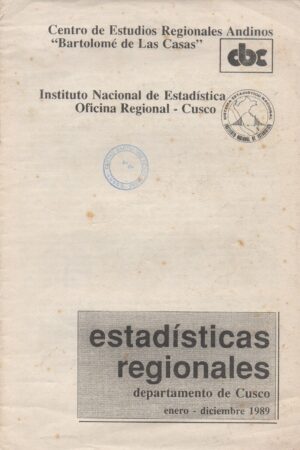 Centro de Estudios Regionales Andinos
“Bartolomé de Las Casas”
cbc
Instituto Nacional de Estadística
Oficina Regional - Cusco
estadísticas
regionales
departamento de Cusco
enero - diciembre 1989